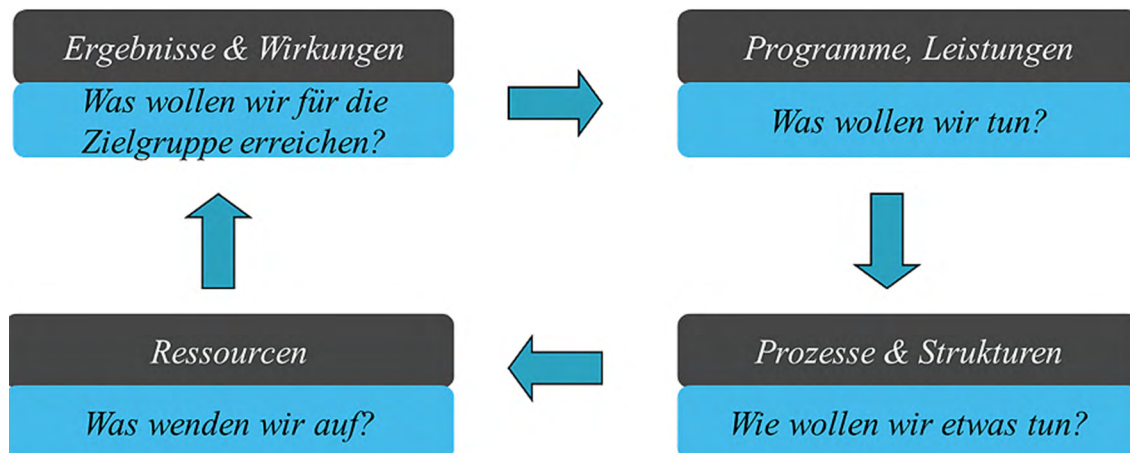 Ergebnisse & Wirkungen
Was wollen wir für die
Zielgruppe erreichen?
Programme, Leistungen
Was wollen wir tun?
Ressourcen
Was wenden wir auf?
Prozesse & Strukturen
Wie wollen wir etwas tun?